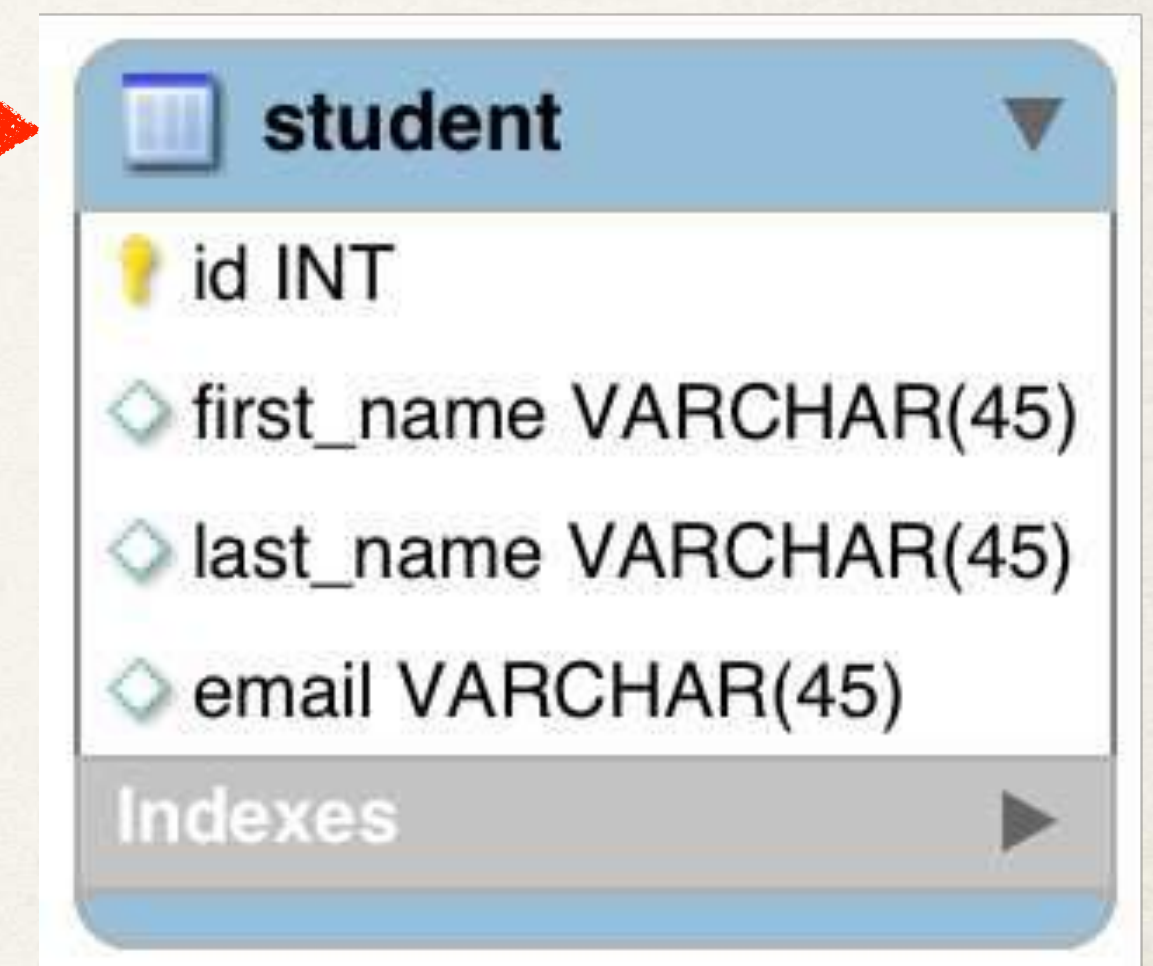 student
id INT
first_name VARCHAR(45)
last_name VARCHAR(45)
email VARCHAR(45)
Indexes